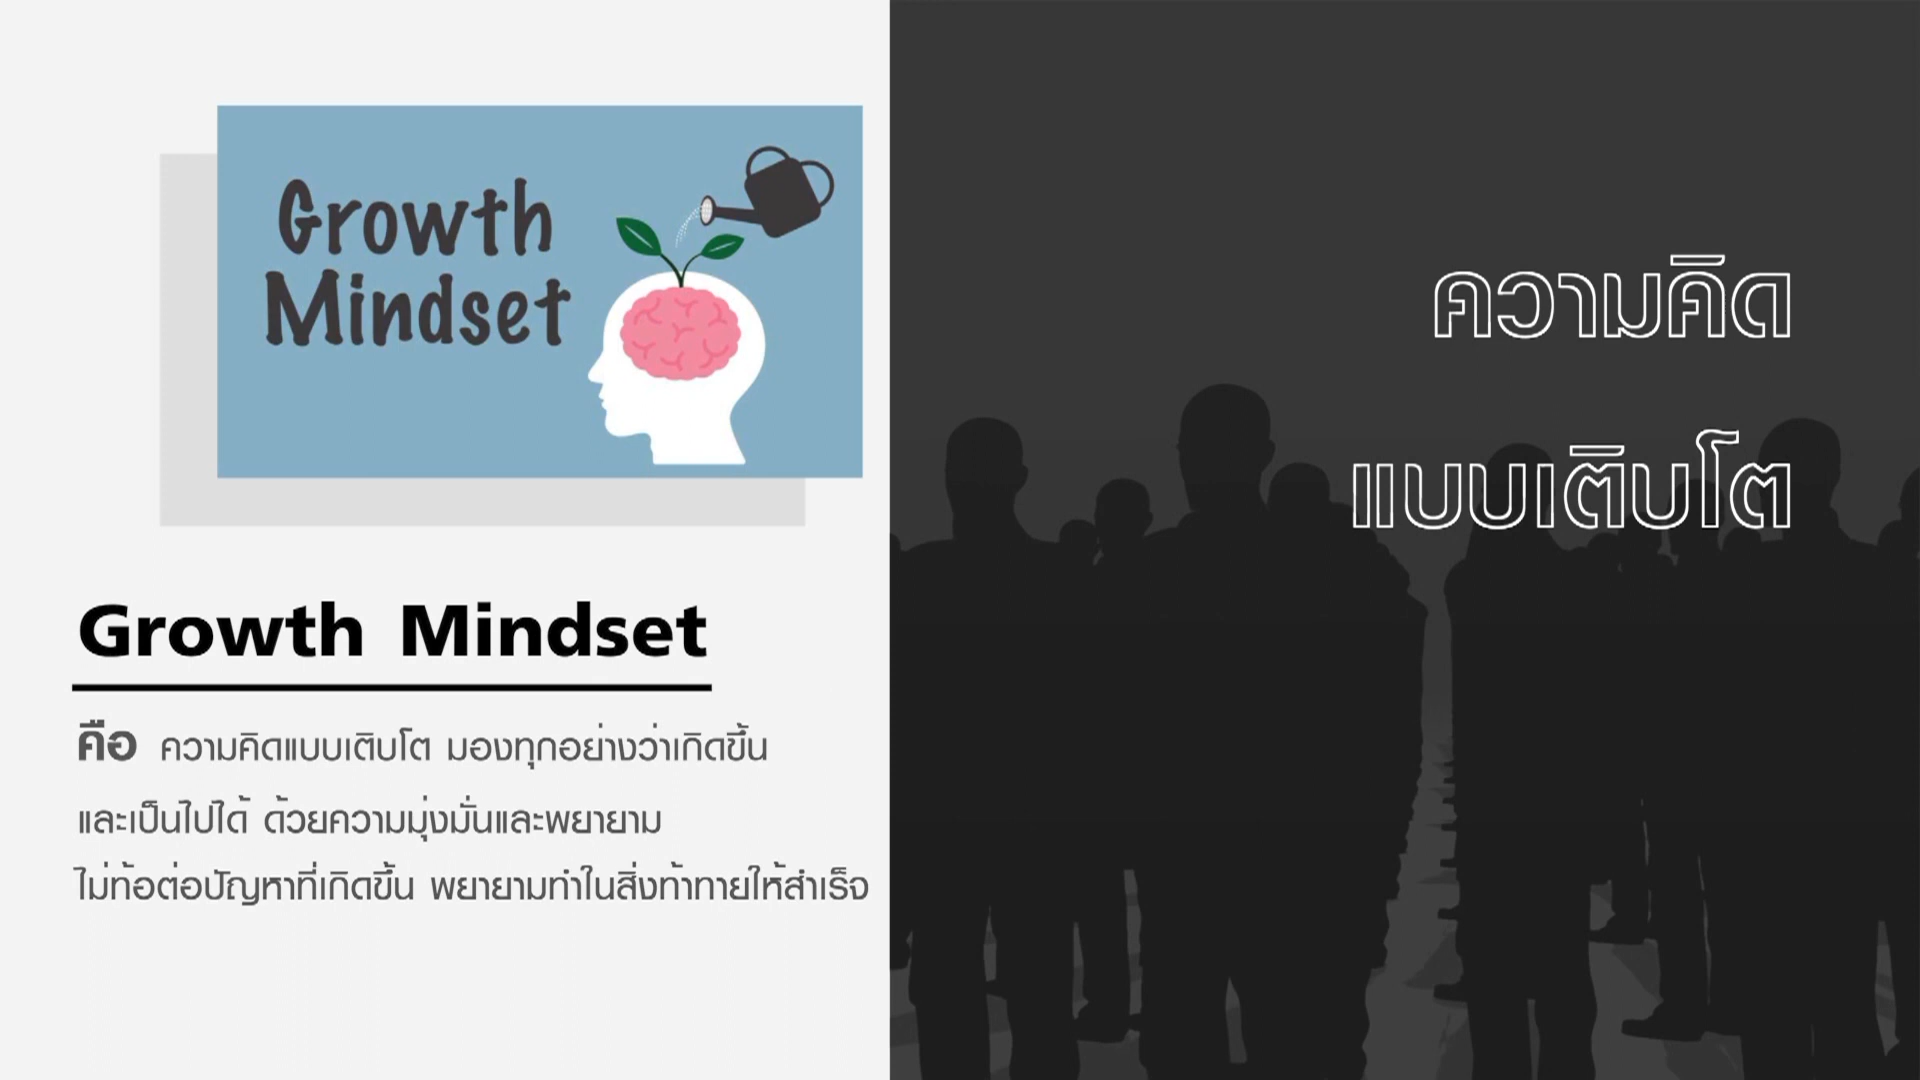 Growth
Mindset
Growth Mindset
คือ ความคิดแบบเติบโต มองทุกอย่างว่าเกิดขึ้น
และเป็นไปได้ ด้วยความมุ่งมั่นและพยายาม
ไม่ท้อต่อปัญหาที่เกิดขึ้น พยายามทำในสิ่งท้าทายให้สำเร็จ
ความคิด
แบบเติบโต